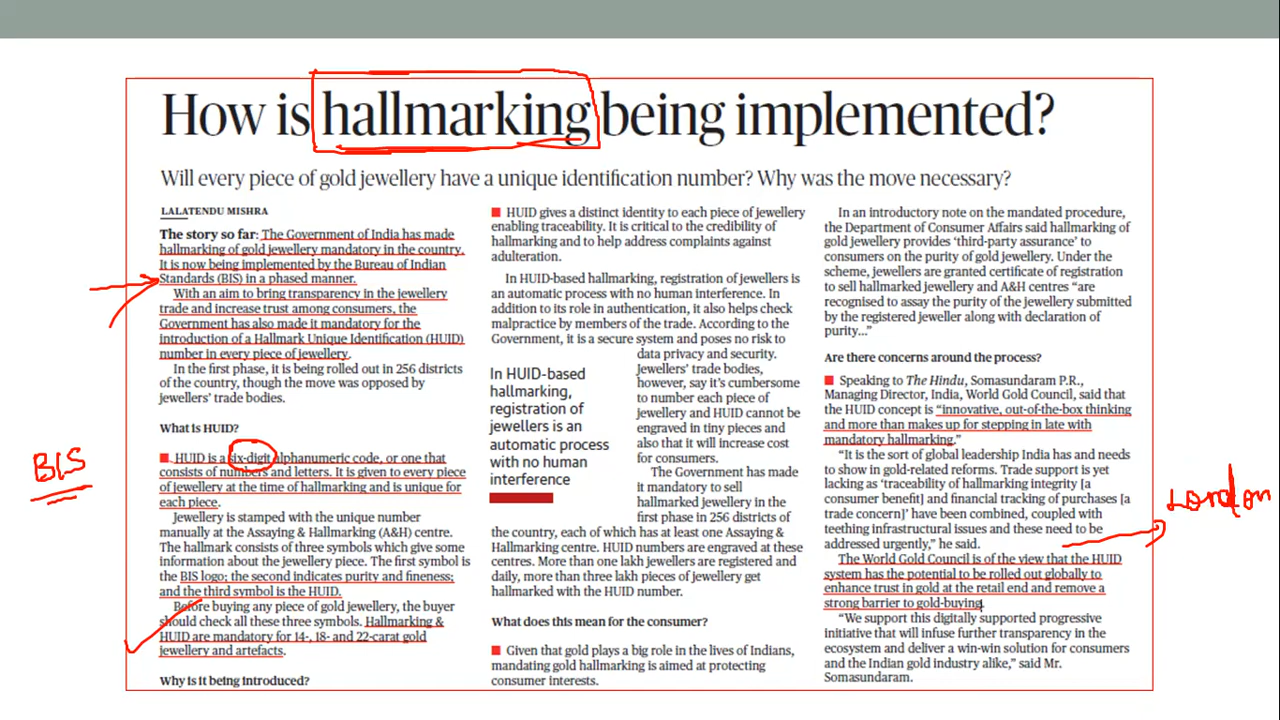 How is hallmarking being implemented?
Will every piece of gold jewellery have a unique identification number? Why was the move necessary?
LALATENDU MISHRA
The story so far: The Government of India has made
hallmarking of gold jewellery mandatory in the country.
It is now being implemented by the Bureau of Indian
Standards (BIS) in a phased manner.
With an aim to bring transparency in the jewellery
trade and increase trust among consumers, the
Government has also made it mandatory for the
introduction of a Hallmark Unique Identification (HUID)
number in every piece of jewellery.
In the first phase, it is being rolled out in 256 districts
of the country, though the move was opposed by
jewellers' trade bodies.
What is HUID?
HUID is a six-digit alphanumeric code, or one that
consists of numbers and letters. It is given to every piece
of jewellery at the time of hallmarking and is unique for
each piece.
Jewellery is stamped with the unique number
manually at the Assaying & Hallmarking (A&H) centre.
The hallmark consists of three symbols which give some
information about the jewellery piece. The first symbol is
the BIS logo; the second indicates purity and fineness;
and the third symbol is the HUID.
Before buying any piece of gold jewellery, the buyer
should check all these three symbols. Hallmarking &
HUID are mandatory for 14-, 18- and 22-carat gold
jewellery and artefacts.
Why is it being introduced?
BIS
HUID gives a distinct identity to each piece of jewellery
enabling traceability. It is critical to the credibility of
hallmarking and to help address complaints against
adulteration.
In HUID-based hallmarking, registration of jewellers is
an automatic process with no human interference. In
addition to its role in authentication, it also helps check
malpractice by members of the trade. According to the
Government, it is a secure system and poses no risk to
data privacy and security.
Jewellers' trade bodies,
however, say it's cumbersome
to number each piece of
jewellery and HUID cannot be
engraved in tiny pieces and
also that it will increase cost
for consumers.
The Government has made
it mandatory to sell
hallmarked jewellery in the
first phase in 256 districts of
the country, each of which has at least one Assaying &
Hallmarking centre. HUID numbers are engraved at these
centres. More than one lakh jewellers are registered and
daily, more than three lakh pieces of jewellery get
hallmarked with the HUID number.
In HUID-based
hallmarking,
registration of
jewellers is an
automatic process
with no human
interference
What does this mean for the consumer?
Given that gold plays a big role in the lives of Indians,
mandating gold hallmarking is aimed at protecting
consumer interests.
In an introductory note on the mandated procedure,
the Department of Consumer Affairs said hallmarking of
gold jewellery provides 'third-party assurance' to
consumers on the purity of gold jewellery. Under the
scheme, jewellers are granted certificate of registration
to sell hallmarked jewellery and A&H centres "are
recognised to assay the purity of the jewellery submitted
by the registered jeweller along with declaration of
purity..."
Are there concerns around the process?
Speaking to The Hindu, Somasundaram P.R.,
Managing Director, India, World Gold Council, said that
the HUID concept is "innovative, out-of-the-box thinking
and more than makes up for stepping in late with
mandatory hallmarking."
"It is the sort of global leadership India has and needs
to show in gold-related reforms. Trade support is yet
lacking as 'traceability of hallmarking integrity [a
consumer benefit] and financial tracking of purchases [a
trade concern]' have been combined, coupled with
teething infrastructural issues and these need to be
addressed urgently," he said.
The World Gold Council is of the view that the HUID
system has the potential to be rolled out globally to
enhance trust in gold at the retail end and remove a
strong barrier to gold-buying.
"We support this digitally supported progressive
initiative that will infuse further transparency in the
ecosystem and deliver a win-win solution for consumers
and the Indian gold industry alike," said Mr.
Somasundaram.
London